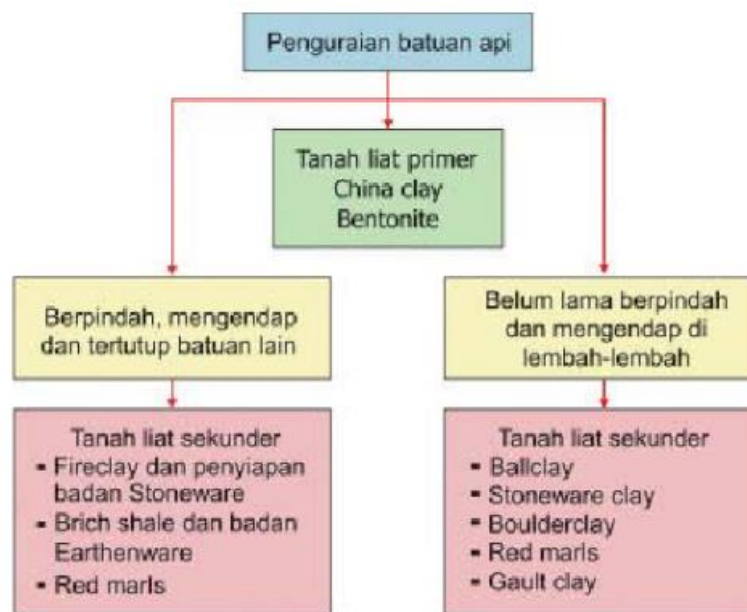 Penguraian batuan api
Tanah liat primer
China clay
Bentonite
Berpindah, mengendap
dan tertutup batuan lain
Belum lama berpindah
dan mengendap di
lembah-lembah
Tanah liat sekunder
- Fireclay dan penyiapan
badan Stoneware
- Brich shale dan badan
Earthenware
- Red marls
Tanah liat sekunder
- Ballclay
- Stoneware clay
- Boulderclay
- Red marls
- Gault clay